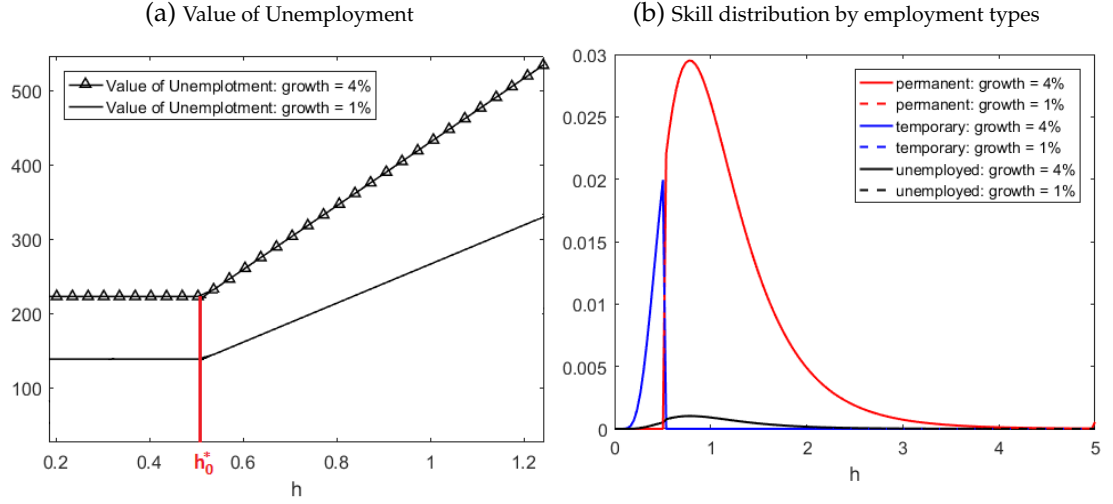 (a) Value of Unemployment
500
400
300
200
100
Value of Unemplotment: growth = 4%
Value of Unemplotment: growth = 1%
0.2
0.4
h*0
0.6
0.8
1
1.2
h
(b) Skill distribution by employment types
0.03
0.025
0.02
0.015
0.01
0.005
0
permanent: growth = 4%
permanent: growth = 1%
temporary: growth = 4%
temporary: growth = 1%
unemployed: growth = 4%
unemployed: growth = 1%
0
1
2
3
4
5
h